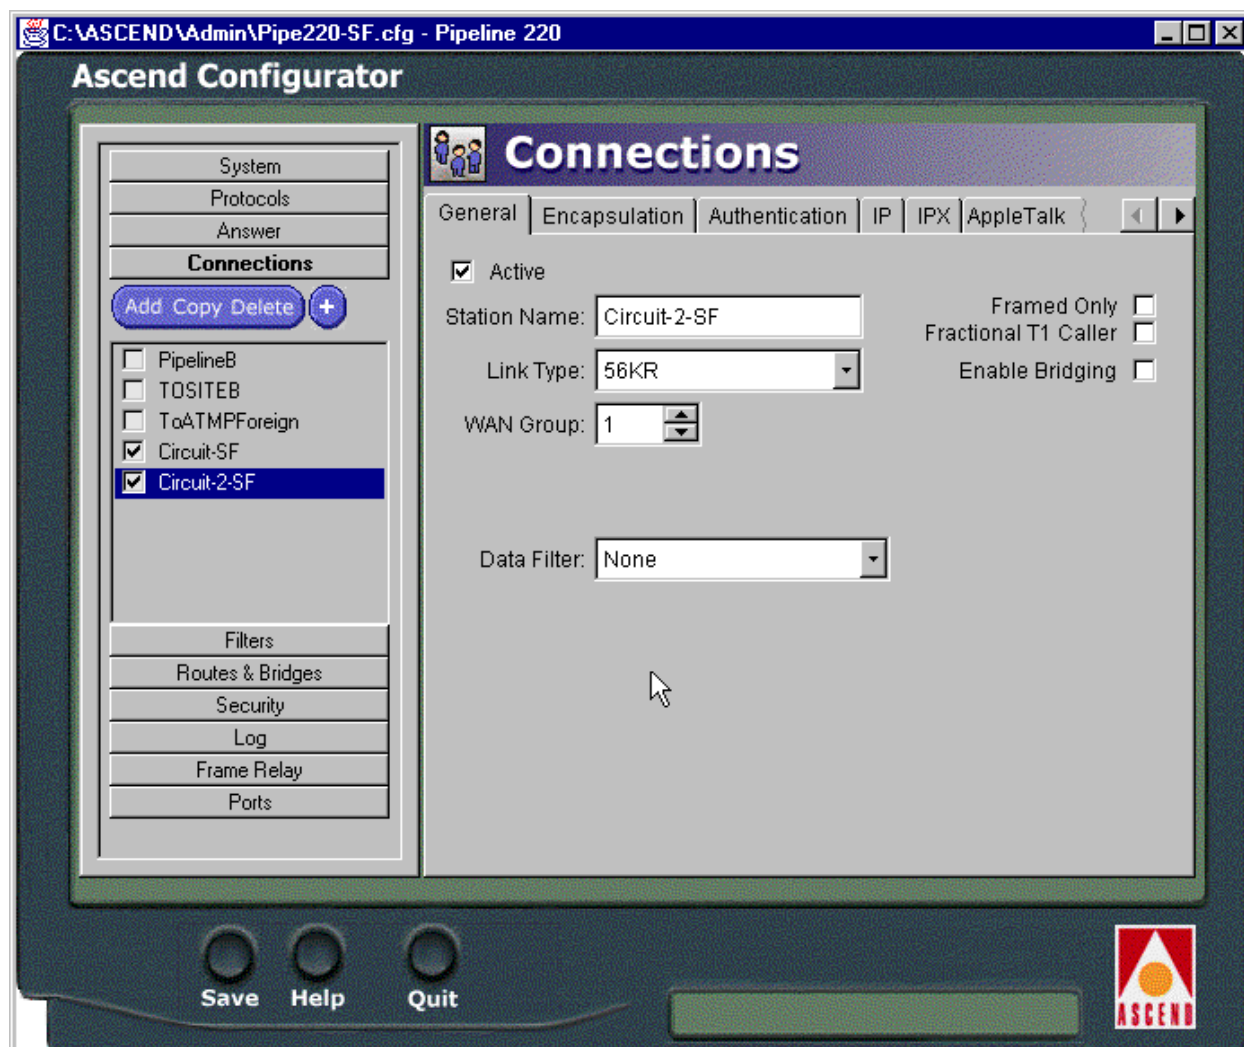 C:\ASCEND\Admin\Pipe220-SF.cfg - Pipeline 220
Ascend Configurator
System
Protocols
Answer
Connections
Add Copy Delete +
PipelineB
TOSITEB
ToATMPForeign
Circuit-SF
Circuit-2-SF
Filters
Routes & Bridges
Security
Log
Frame Relay
Ports
Connections
General Encapsulation Authentication IP IPX AppleTalk
Active
Station Name: Circuit-2-SF
Framed Only
Fractional T1 Caller
Link Type: 56KR
Enable Bridging
WAN Group: 1
Data Filter: None
Save Help Quit
ASCEND